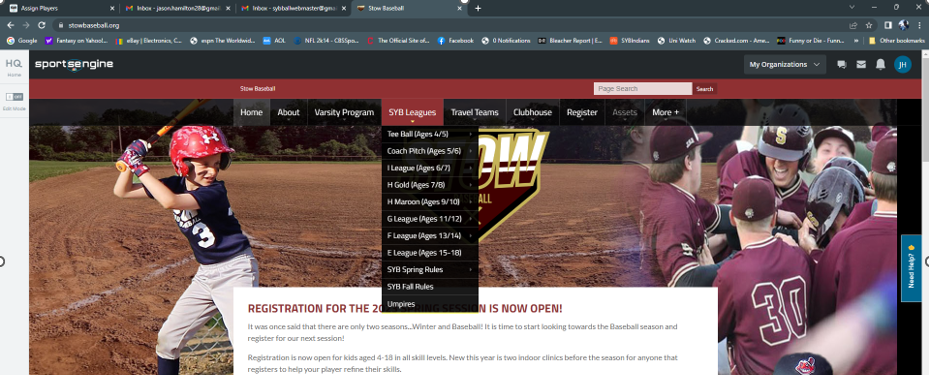 Assign Players
Inbox - jason.hamilton28@gmail
Inbox - sybballwebmaster@gmail
Stow Baseball
stowbaseball.org
Google
Fantasy on Yahoo!...
eBay | Electronics, C...
espn The Worldwid...
AOL
NFL 2k14 - CBSSpo...
The Official Site of...
Facebook
0 Notifications
Bleacher Report | E...
SYBIndians
Uni Watch
Cracked.com - Ame...
Funny or Die - Funn...
Other bookmarks
HQ
Home
OFF
Edit Mode
sportsengine
My Organizations
JH
Stow Baseball
Page Search
Search
Home
About
Varsity Program
SYB Leagues
Travel Teams
Clubhouse
Register
Assets
More +
Tee Ball (Ages 4/5)
Coach Pitch (Ages 5/6)
I League (Ages 6/7)
H Gold (Ages 7/8)
H Maroon (Ages 9/10)
G League (Ages 11/12)
F League (Ages 13/14)
E League (Ages 15-18)
SYB Spring Rules
SYB Fall Rules
Umpires
3
S
30
Need Help?
REGISTRATION FOR THE SESSION IS NOW OPEN!
It was once said that there are only two seasons...Winter and Baseball! It is time to start looking towards the Baseball season and
register for our next session!
Registration is now open for kids aged 4-18 in all skill levels. New this year is two indoor clinics before the season for anyone that
registers to help your player refine their skills.